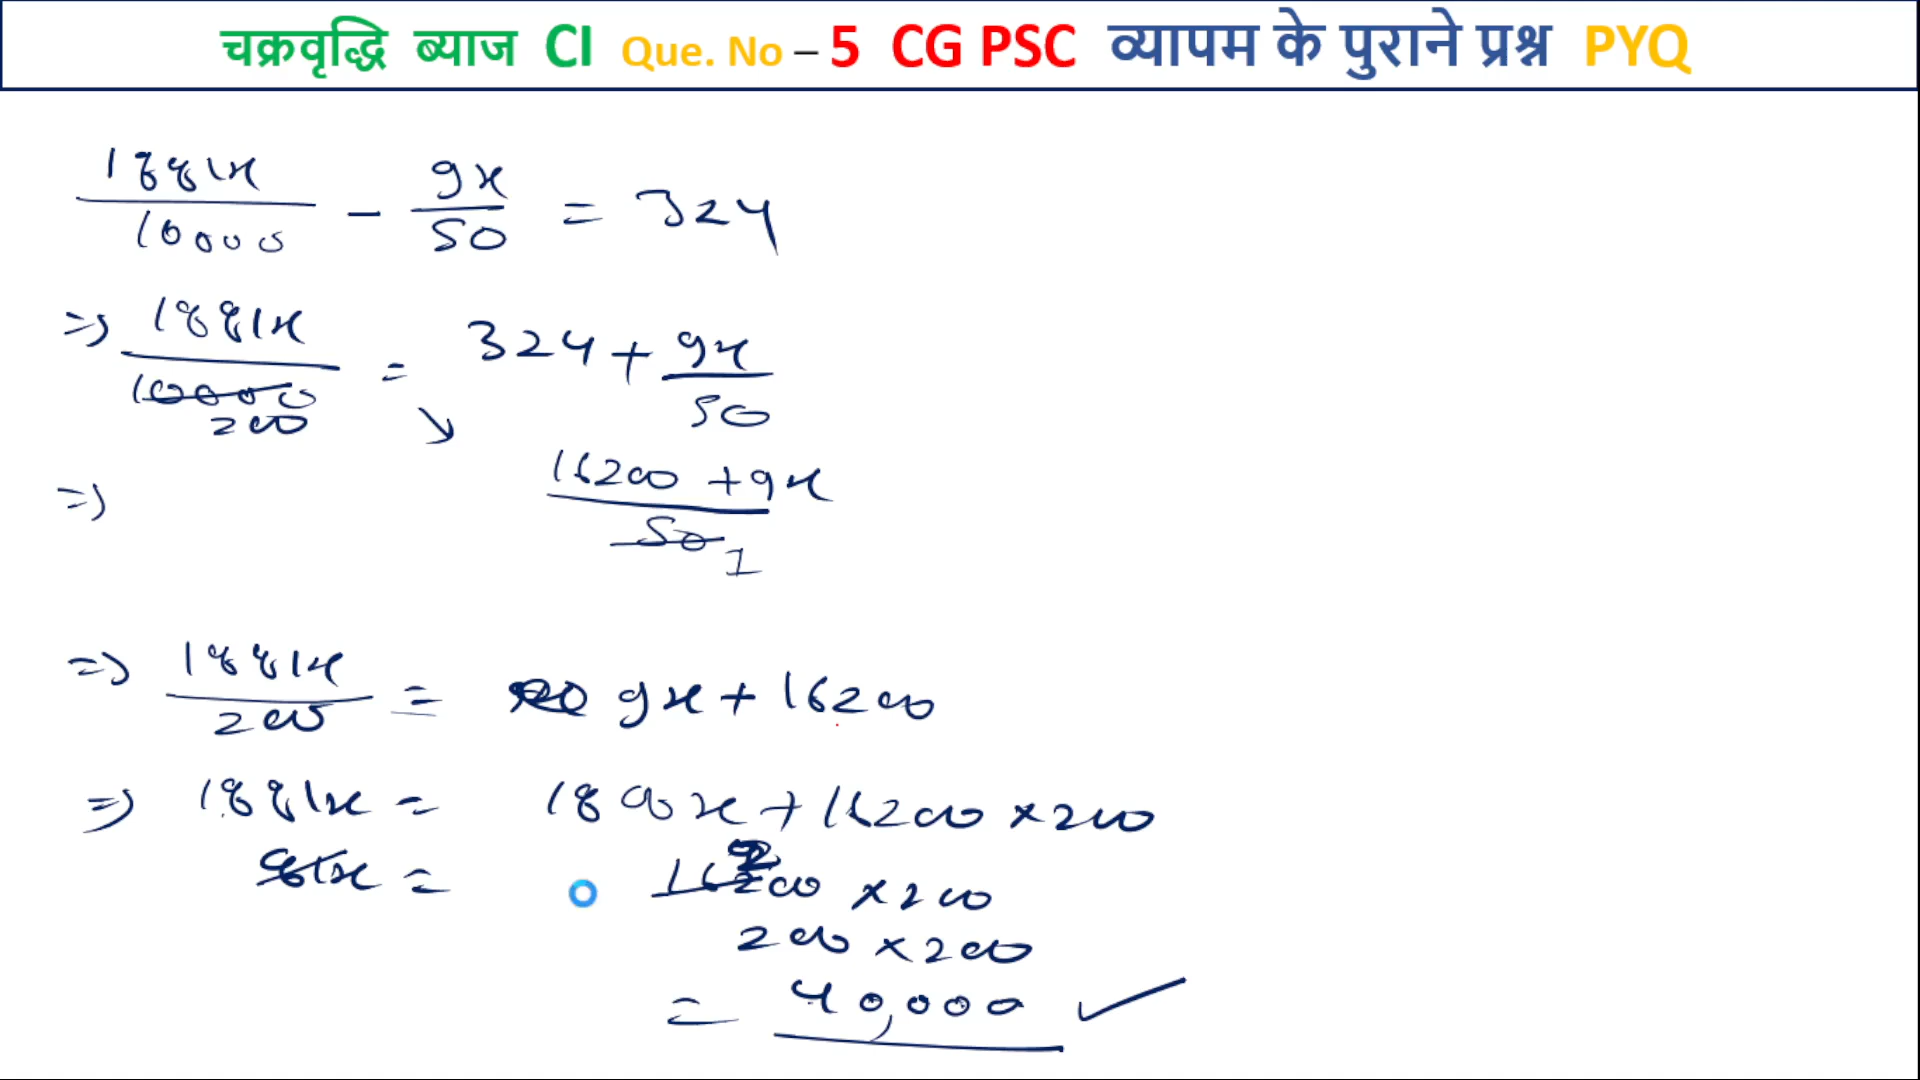 चक्रवृद्धि ब्याज CI Que. No – 5 CG PSC व्यापम के पुराने प्रश्न PYQ
1881x/10000 - 9x/50 = 324
=> 1881x/10000 = 324 + 9x/50
200
=> 16200 + 9x/50 1
=> 1881x/200 = 9x + 16200
=> 1881x = 1800x + 16200 × 200
81x = 16200 × 200
2
200 × 200
= 40,000 ✓